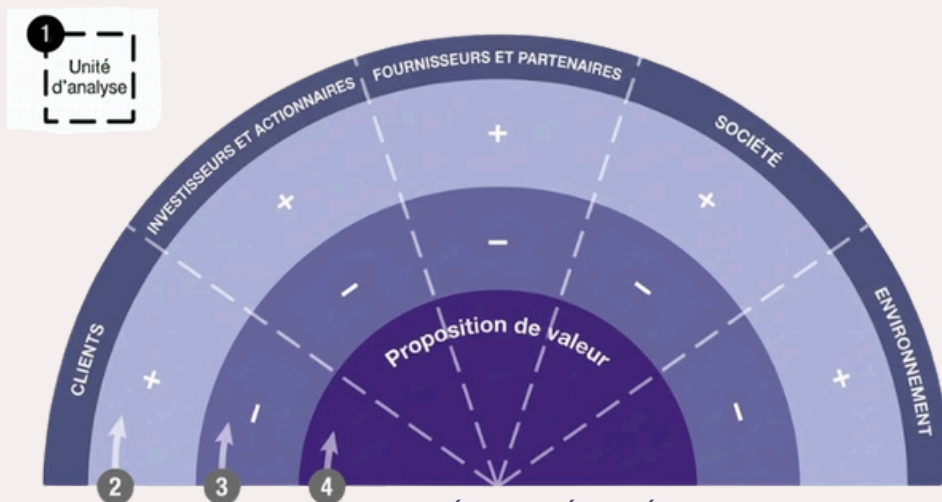 1
Unité
d'analyse
CLIENTS
INVESTISSEURS ET ACTIONNAIRES
FOURNISSEURS ET PARTENAIRES
SOCIÉTÉ
ENVIRONNEMENT
+ + + + +
− − − − −
Proposition de valeur
2 3 4